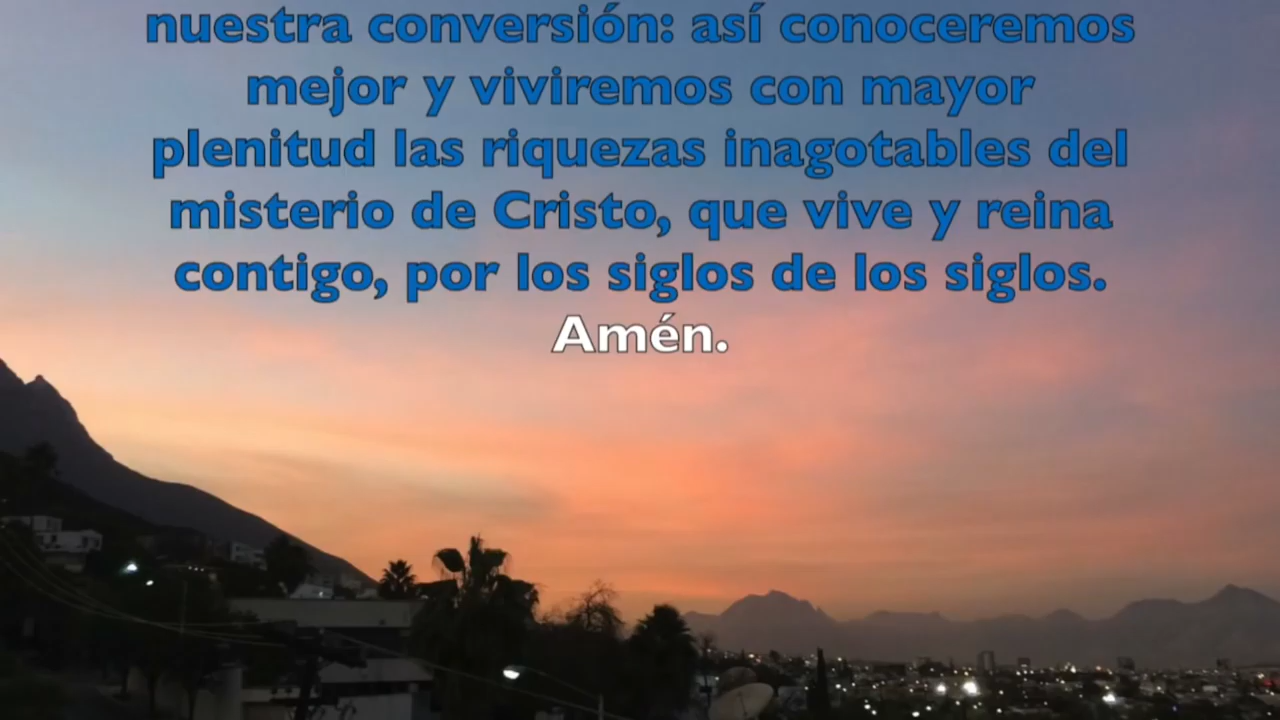 nuestra conversión: así conoceremos
mejor y viviremos con mayor
plenitud las riquezas inagotables del
misterio de Cristo, que vive y reina
contigo, por los siglos de los siglos.
Amén.